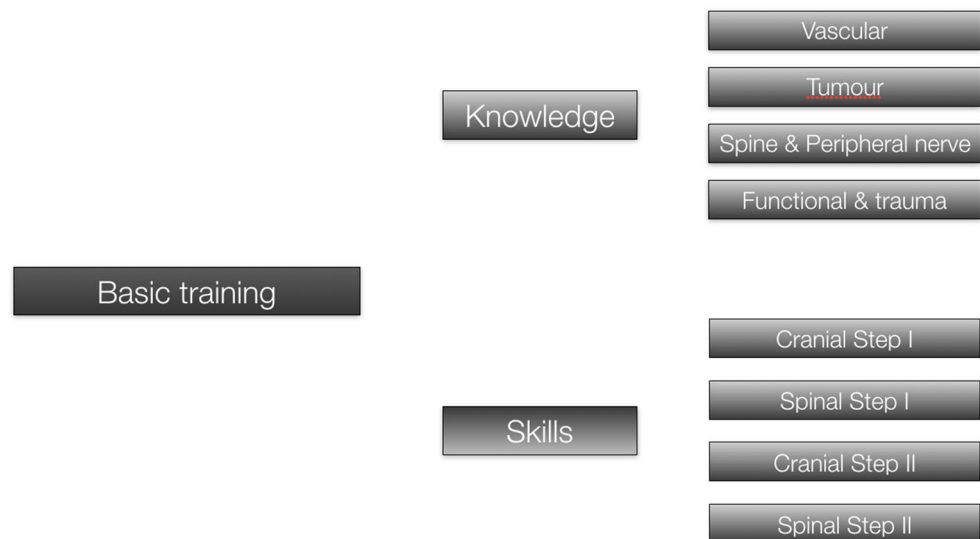 Vascular
Tumour
Knowledge
Spine & Peripheral nerve
Functional & trauma
Basic training
Cranial Step I
Spinal Step I
Skills
Cranial Step II
Spinal Step II